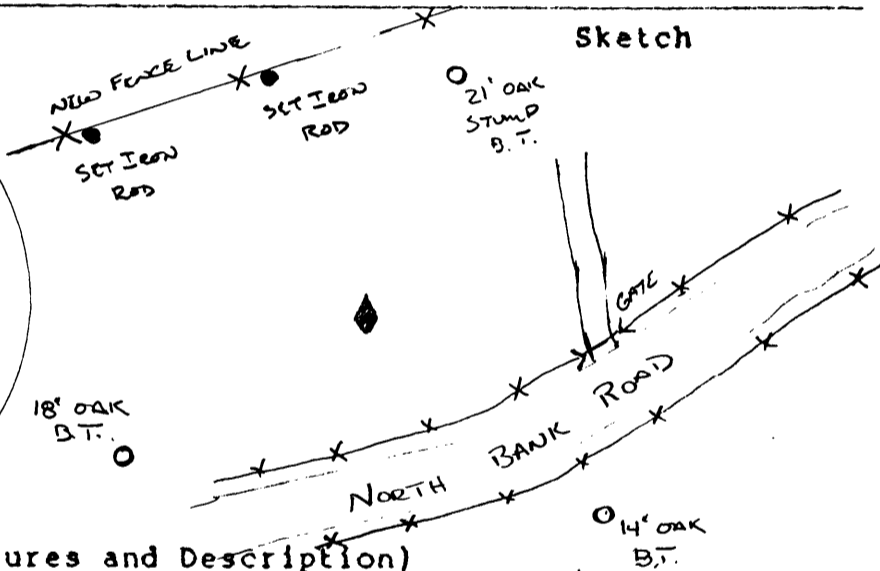 Sketch
NEW FENCE LINE
SET IRON
ROD
SET IRON
ROD
21" OAK
STUMP
B.T.
GATE
18" OAK
B.T.
NORTH BANK ROAD
14" OAK
B.T.
ures and Description)